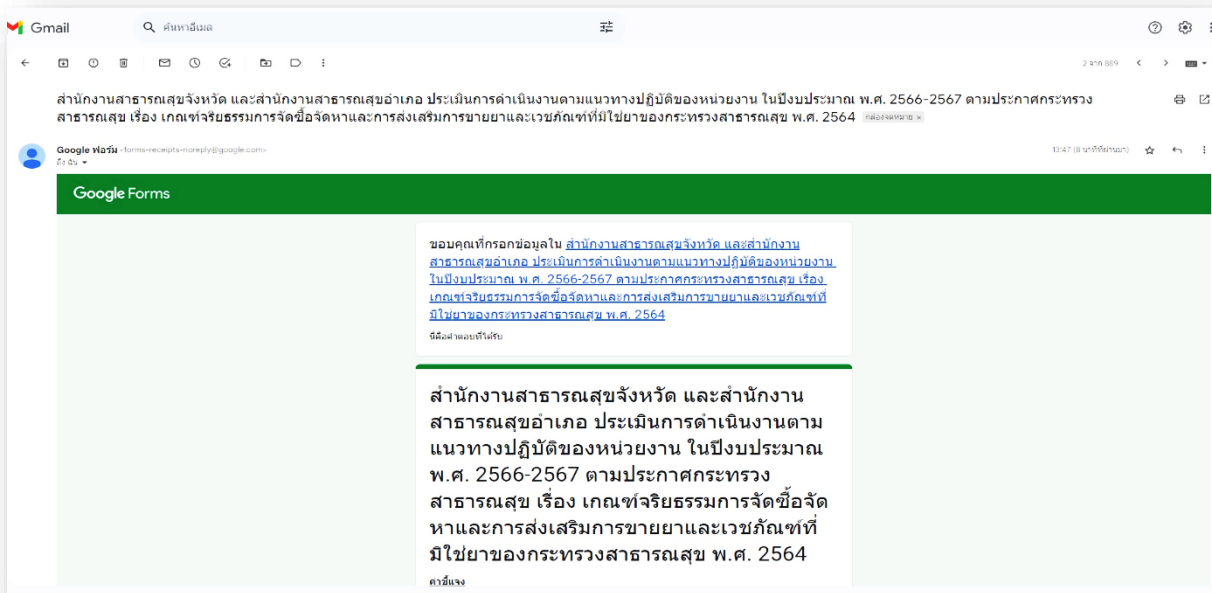 Gmail
ค้นหาอีเมล
2 จาก 889
สำนักงานสาธารณสุขจังหวัด และสำนักงานสาธารณสุขอำเภอ ประเมินการดำเนินงานตามแนวทางปฏิบัติของหน่วยงาน ในปีงบประมาณ พ.ศ. 2566-2567 ตามประกาศกระทรวง
สาธารณสุข เรื่อง เกณฑ์จริยธรรมการจัดซื้อจัดหาและการส่งเสริมการขายยาและเวชภัณฑ์ที่มิใช่ยาของกระทรวงสาธารณสุข พ.ศ. 2564 กล่องจดหมาย ×
Google ฟอร์ม <forms-receipts-noreply@google.com>
13:47 (8 นาทีที่ผ่านมา)
ถึง ฉัน
Google Forms
ขอบคุณที่กรอกข้อมูลใน สำนักงานสาธารณสุขจังหวัด และสำนักงาน
สาธารณสุขอำเภอ ประเมินการดำเนินงานตามแนวทางปฏิบัติของหน่วยงาน
ในปีงบประมาณ พ.ศ. 2566-2567 ตามประกาศกระทรวงสาธารณสุข เรื่อง
เกณฑ์จริยธรรมการจัดซื้อจัดหาและการส่งเสริมการขายยาและเวชภัณฑ์ที่
มิใช่ยาของกระทรวงสาธารณสุข พ.ศ. 2564
นี่คือคำตอบที่ได้รับ
สำนักงานสาธารณสุขจังหวัด และสำนักงาน
สาธารณสุขอำเภอ ประเมินการดำเนินงานตาม
แนวทางปฏิบัติของหน่วยงาน ในปีงบประมาณ
พ.ศ. 2566-2567 ตามประกาศกระทรวง
สาธารณสุข เรื่อง เกณฑ์จริยธรรมการจัดซื้อจัด
หาและการส่งเสริมการขายยาและเวชภัณฑ์ที่
มิใช่ยาของกระทรวงสาธารณสุข พ.ศ. 2564
คำชี้แจง